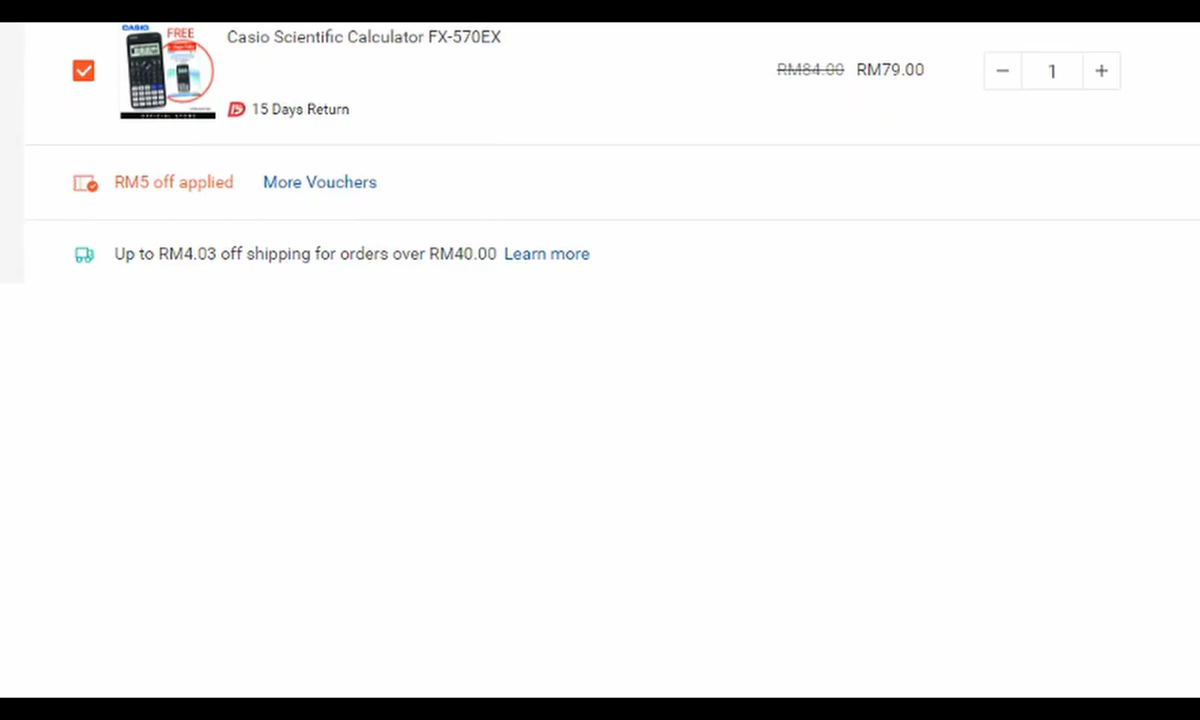 CASIO FREE
Casio Scientific Calculator FX-570EX
RM84.00 RM79.00
1
15 Days Return
RM5 off applied More Vouchers
Up to RM4.03 off shipping for orders over RM40.00 Learn more